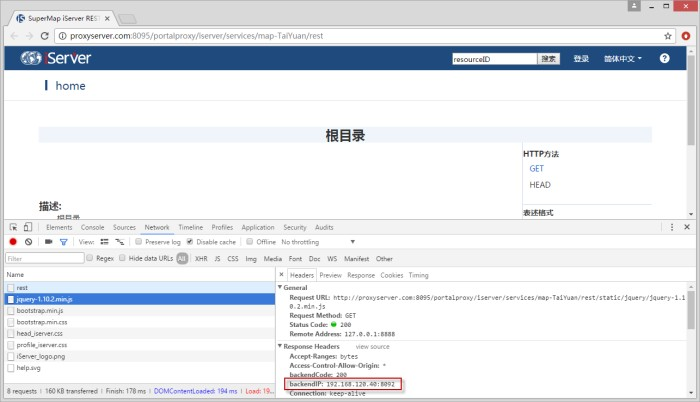 SuperMap iServer REST
proxyserver.com:8095/portalproxy/iserver/services/map-TaiYuan/rest
iServer
resourceID 搜索 登录 简体中文 ?
home
根目录
HTTP方法
GET
HEAD
描述:
根目录
表述格式
Elements Console Sources Network Timeline Profiles Application Security Audits
View: Preserve log Disable cache Offline No throttling
Filter Regex Hide data URLs All XHR JS CSS Img Media Font Doc WS Manifest Other
Name
rest
jquery-1.10.2.min.js
bootstrap.min.js
bootstrap.min.css
head_iserver.css
profile_iserver.css
iServer_logo.png
help.svg
8 requests | 160 KB transferred | Finish: 178 ms | DOMContentLoaded: 194 ms | Load: 19...
× Headers Preview Response Cookies Timing
General
Request URL: http://proxyserver.com:8095/portalproxy/iserver/services/map-TaiYuan/rest/static/jquery/jquery-1.10
.2.min.js
Request Method: GET
Status Code: 200
Remote Address: 127.0.0.1:8888
Response Headers view source
Accept-Ranges: bytes
Access-Control-Allow-Origin: *
backendCode: 200
backendIP: 192.168.120.40:8092
Connection: keep-alive